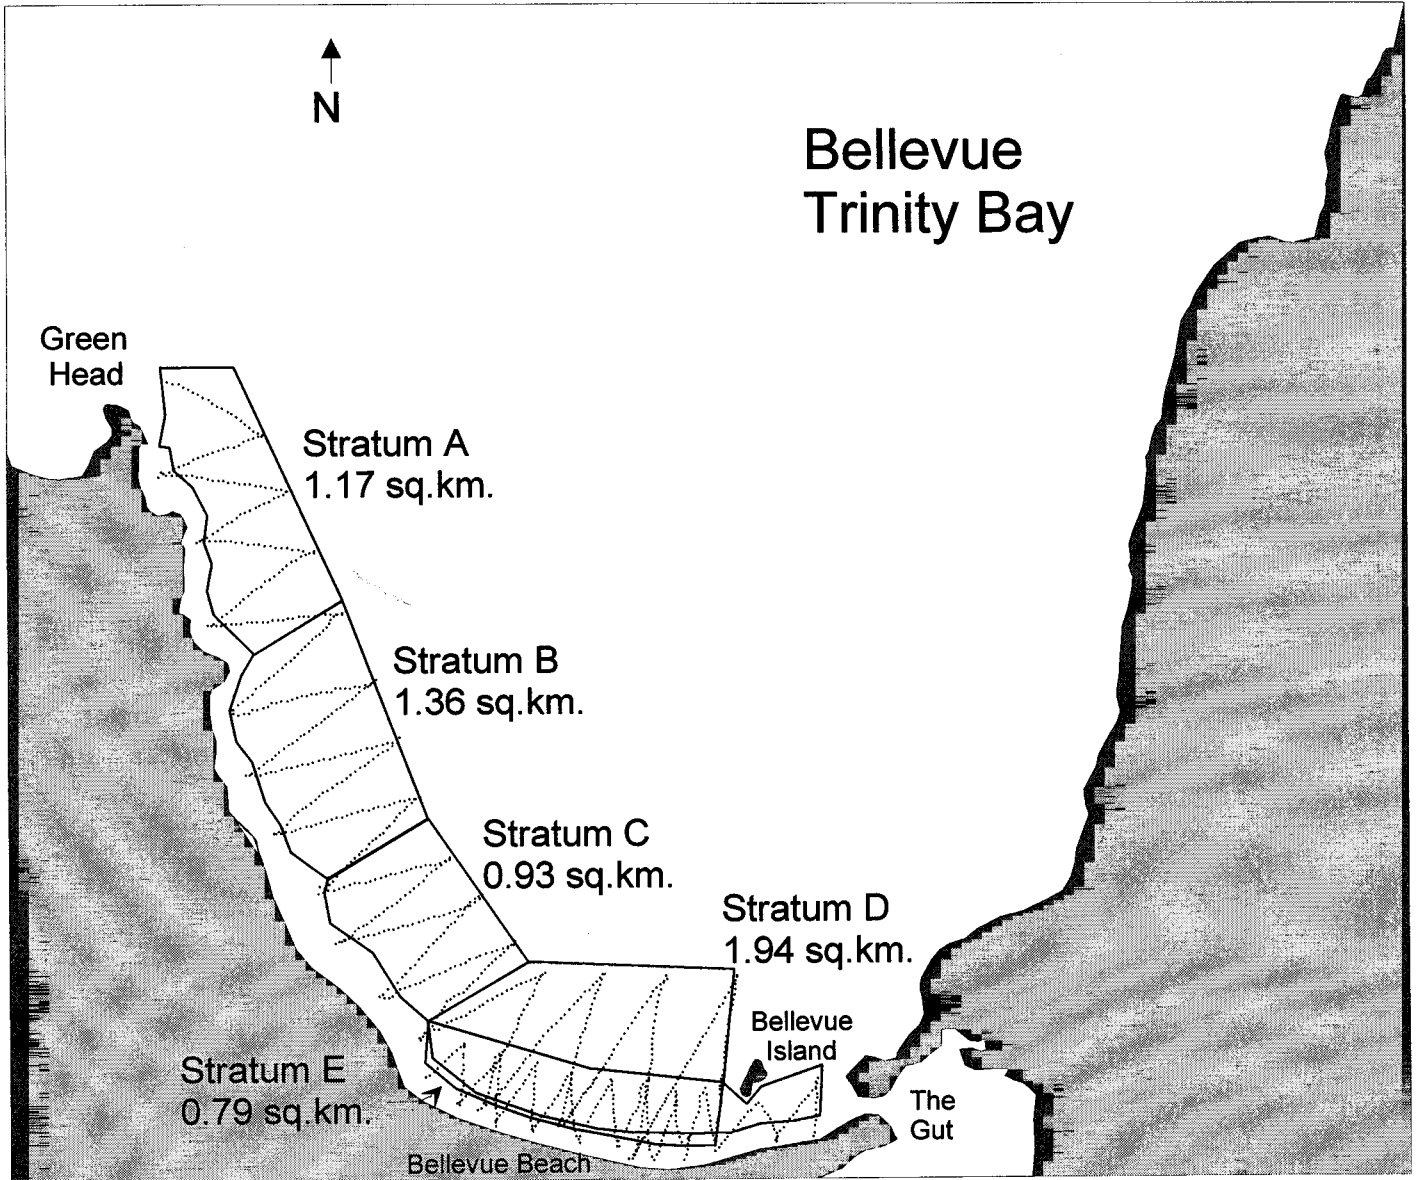 N
Bellevue
Trinity Bay
Green
Head
Stratum A
1.17 sq.km.
Stratum B
1.36 sq.km.
Stratum C
0.93 sq.km.
Stratum D
1.94 sq.km.
Bellevue
Island
Stratum E
0.79 sq.km.
The
Gut
Bellevue Beach